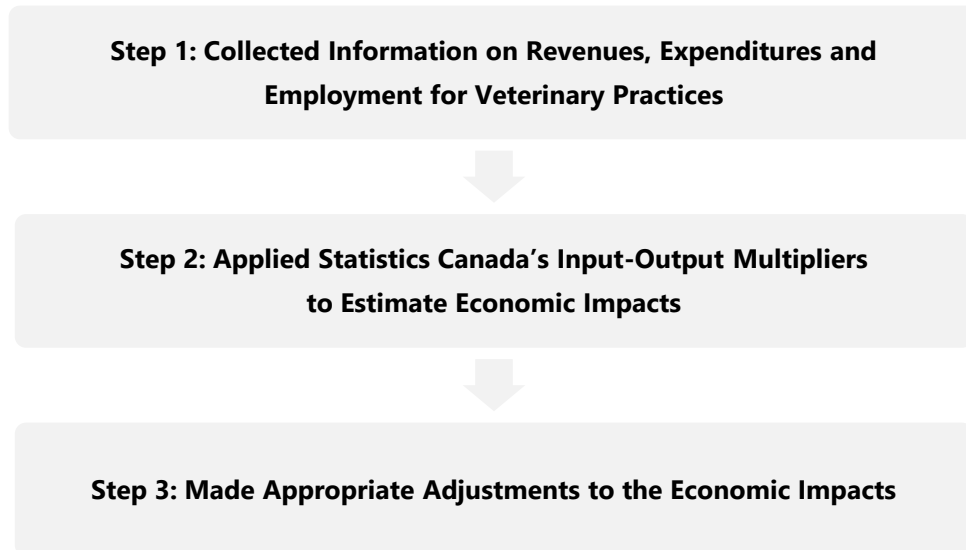 Step 1: Collected Information on Revenues, Expenditures and
Employment for Veterinary Practices
Step 2: Applied Statistics Canada’s Input-Output Multipliers
to Estimate Economic Impacts
Step 3: Made Appropriate Adjustments to the Economic Impacts